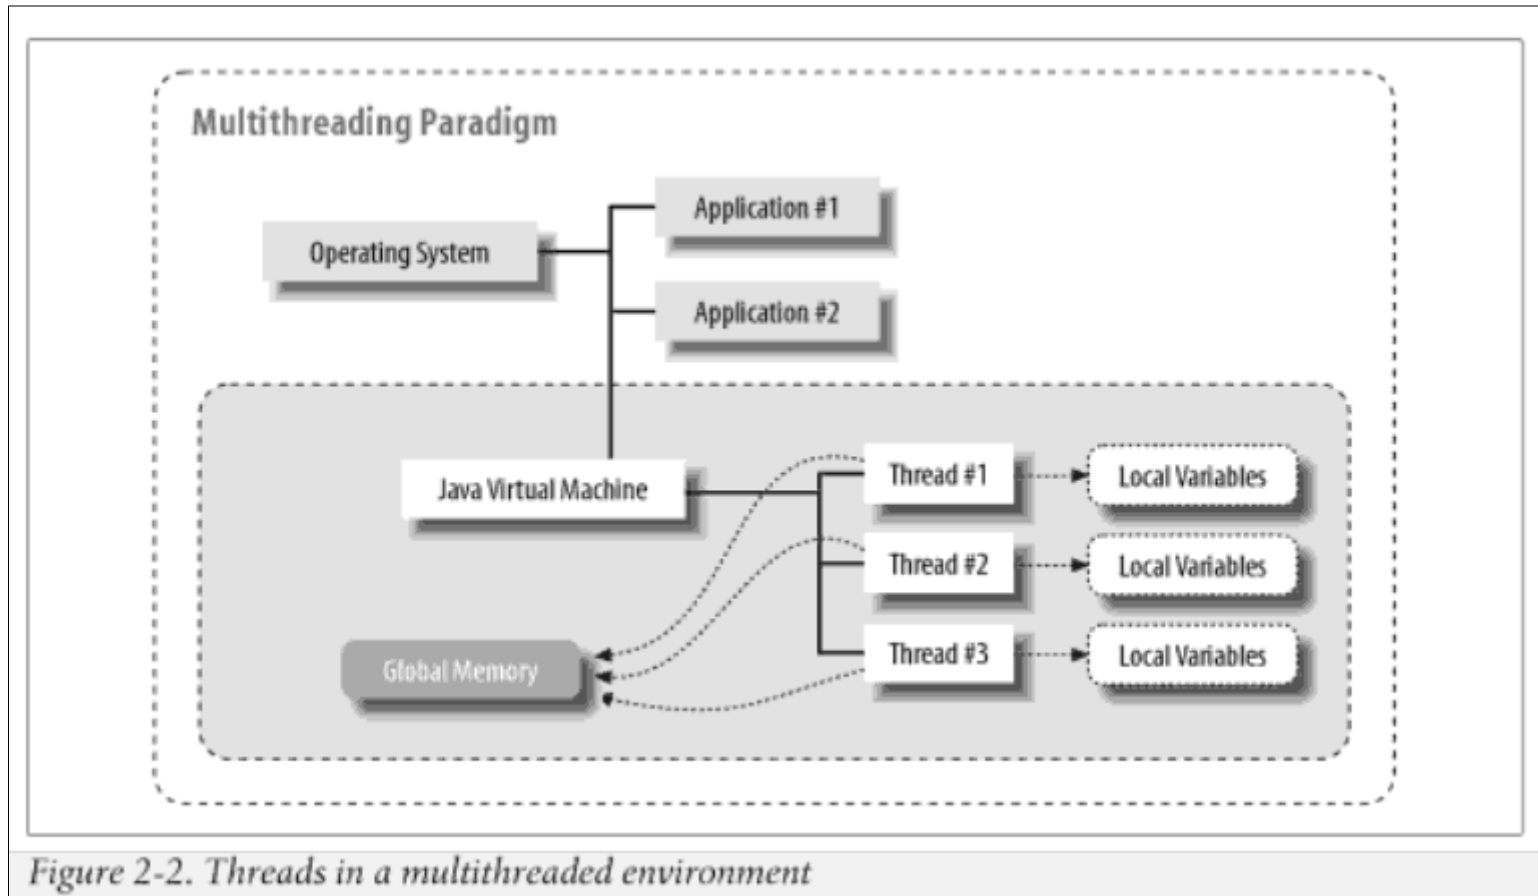 Multithreading Paradigm
Application #1
Operating System
Application #2
Java Virtual Machine
Thread #1
Local Variables
Thread #2
Local Variables
Thread #3
Local Variables
Global Memory
Figure 2-2. Threads in a multithreaded environment